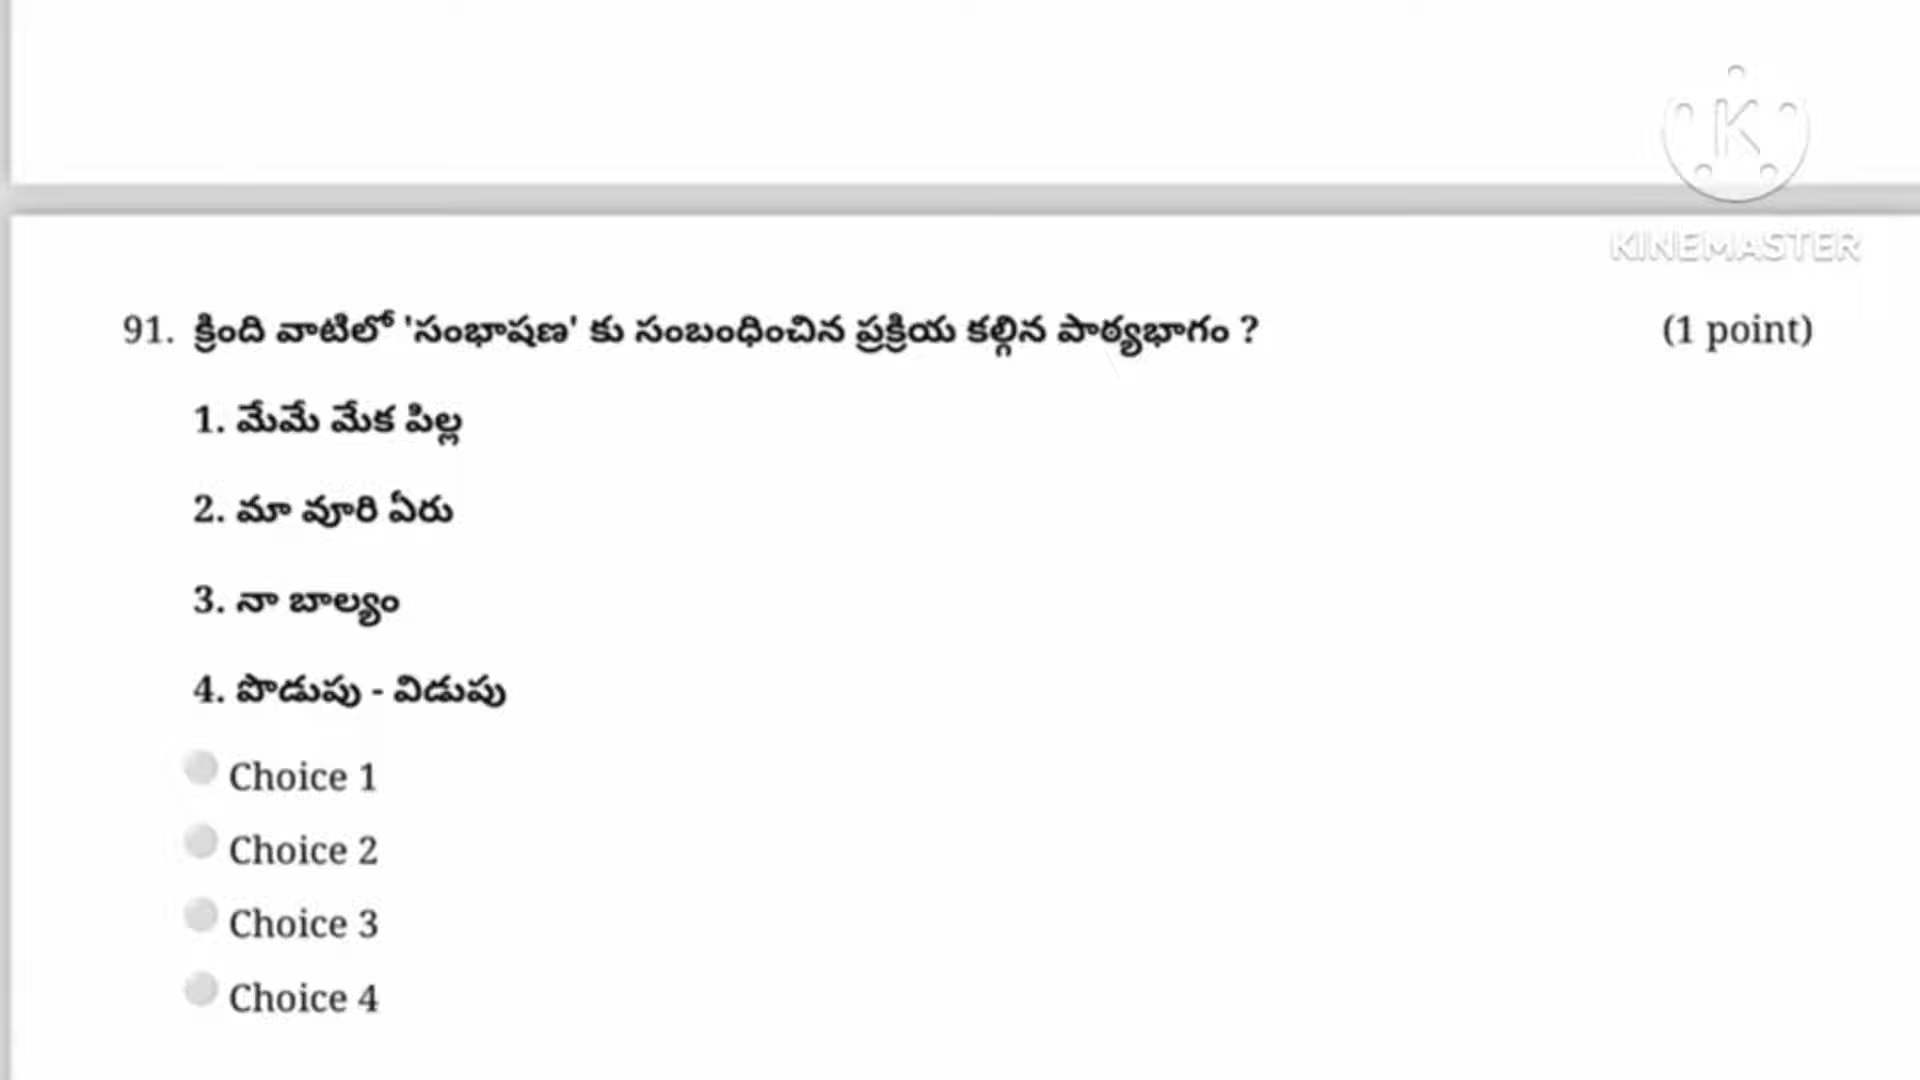 K
KINEMASTER
91. క్రింది వాటిలో 'సంభాషణ' కు సంబంధించిన ప్రక్రియ కల్గిన పాఠ్యభాగం ? (1 point)
1. మేమే మేక పిల్ల
2. మా వూరి ఏరు
3. నా బాల్యం
4. పొడుపు - విడుపు
Choice 1
Choice 2
Choice 3
Choice 4